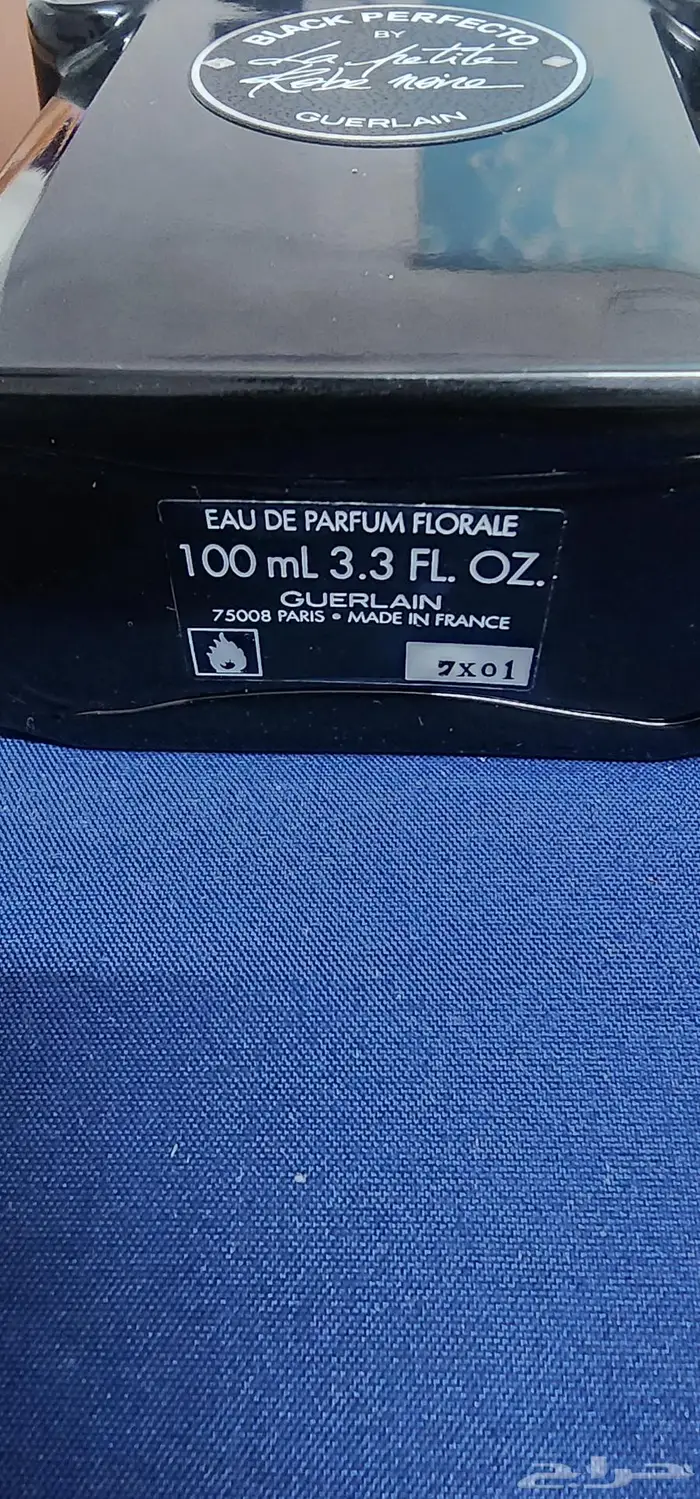 BLACK PERFECTO
BY
La petite
Robe noire
GUERLAIN
EAU DE PARFUM FLORALE
100 mL 3.3 FL. OZ.
GUERLAIN
75008 PARIS • MADE IN FRANCE
7X01
حراج